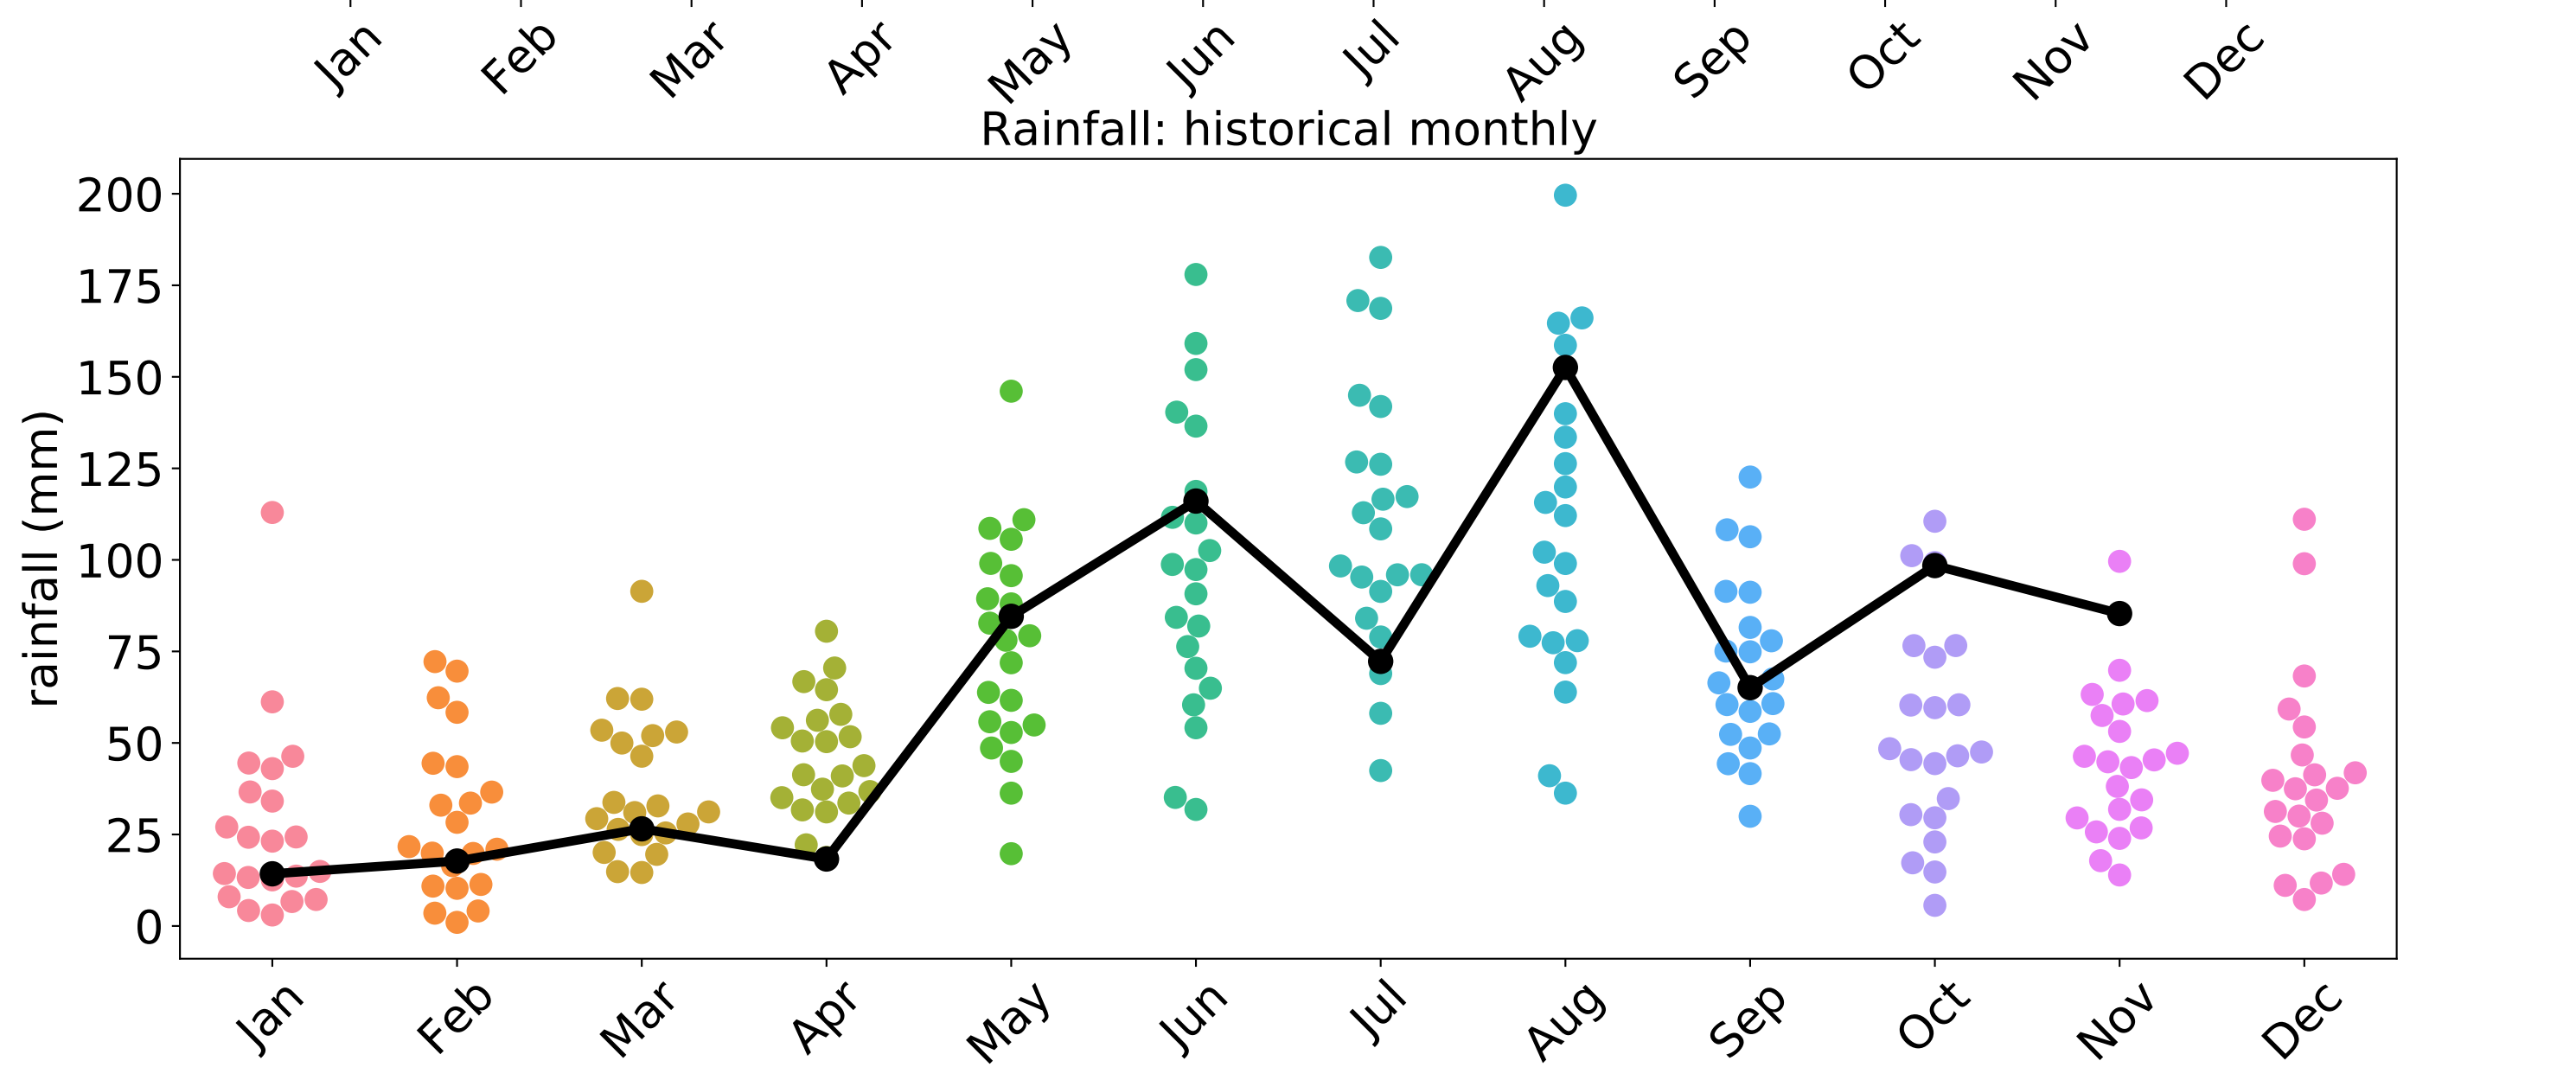 Jan Feb Mar Apr May Jun Jul Aug Sep Oct Nov Dec
Rainfall: historical monthly
200
175
150
125
100
75
50
25
0
rainfall (mm)
Jan Feb Mar Apr May Jun Jul Aug Sep Oct Nov Dec